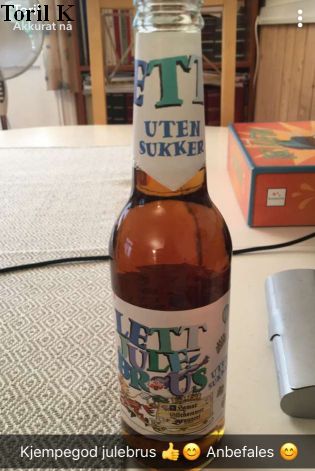 Toril K
Akkurat nå
ETT
UTEN
SUKKER
LETT
JULE
BRUS
Kjempegod julebrus 👍😊 Anbefales 😊